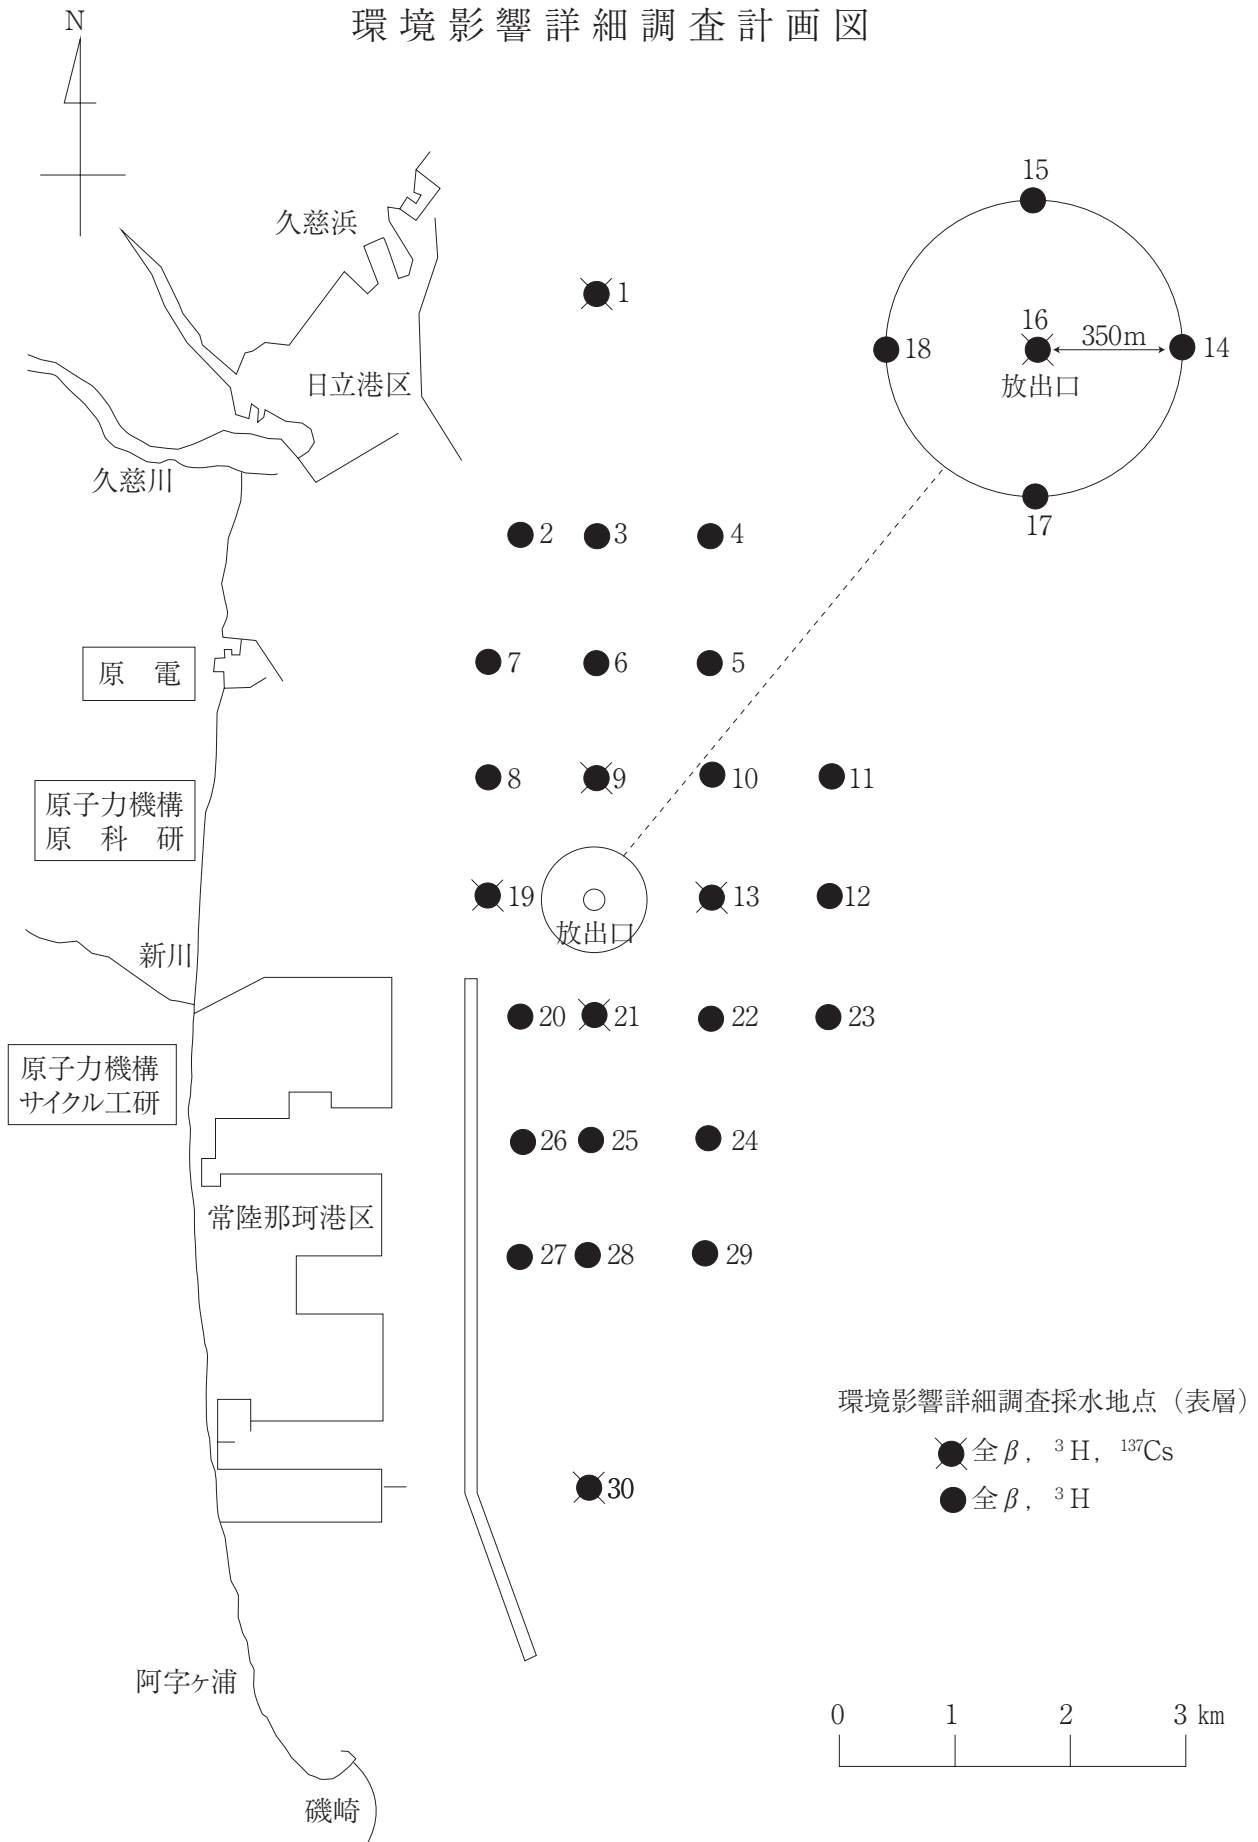 環境影響詳細調査計画図
N
久慈浜
日立港区
久慈川
15
16
350m
14
18
放出口
17
1
2
3
4
原 電
7
6
5
原子力機構
原 科 研
8
9
10
11
19
放出口
13
12
新川
20
21
22
23
原子力機構
サイクル工研
26
25
24
常陸那珂港区
27
28
29
30
環境影響詳細調査採水地点（表層）
全β, ³H, ¹³⁷Cs
全β, ³H
阿字ヶ浦
0 1 2 3 km
磯崎